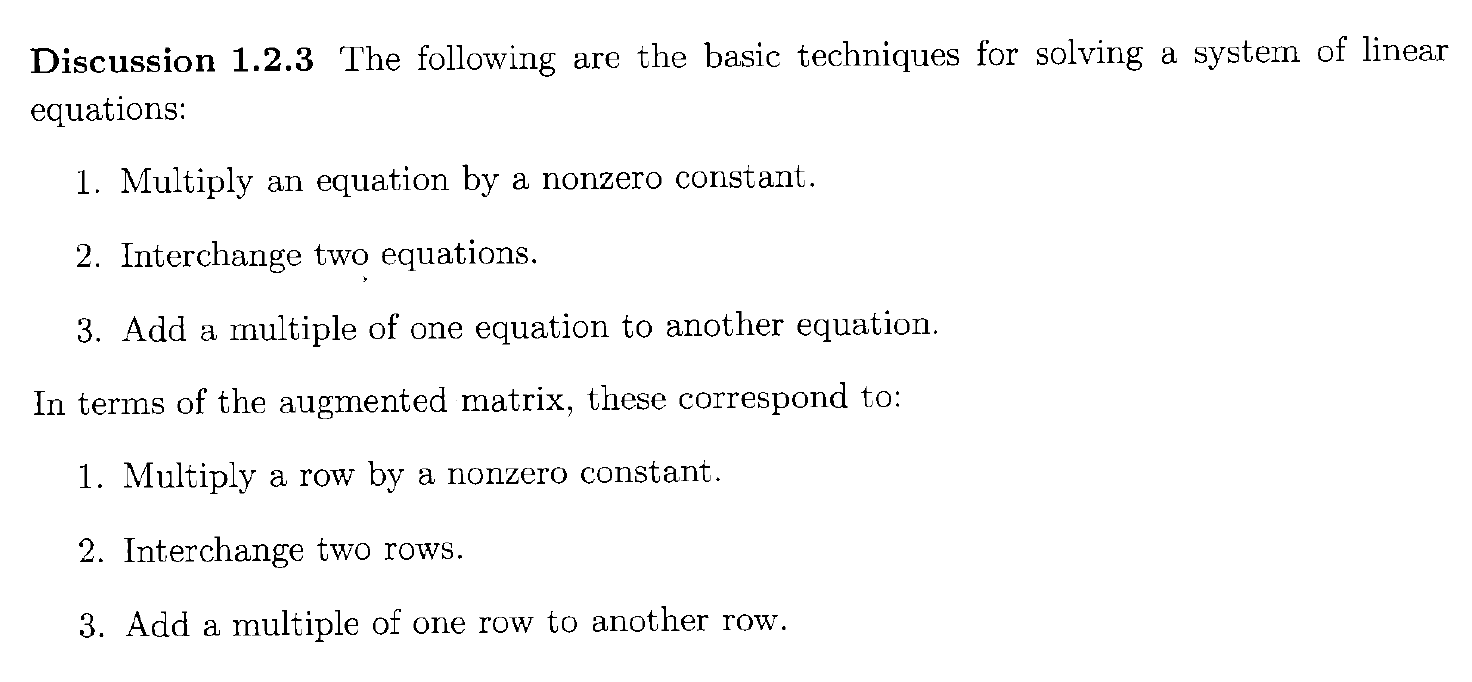 Discussion 1.2.3 The following are the basic techniques for solving a system of linear
equations:
1. Multiply an equation by a nonzero constant.
2. Interchange two equations.
3. Add a multiple of one equation to another equation.
In terms of the augmented matrix, these correspond to:
1. Multiply a row by a nonzero constant.
2. Interchange two rows.
3. Add a multiple of one row to another row.